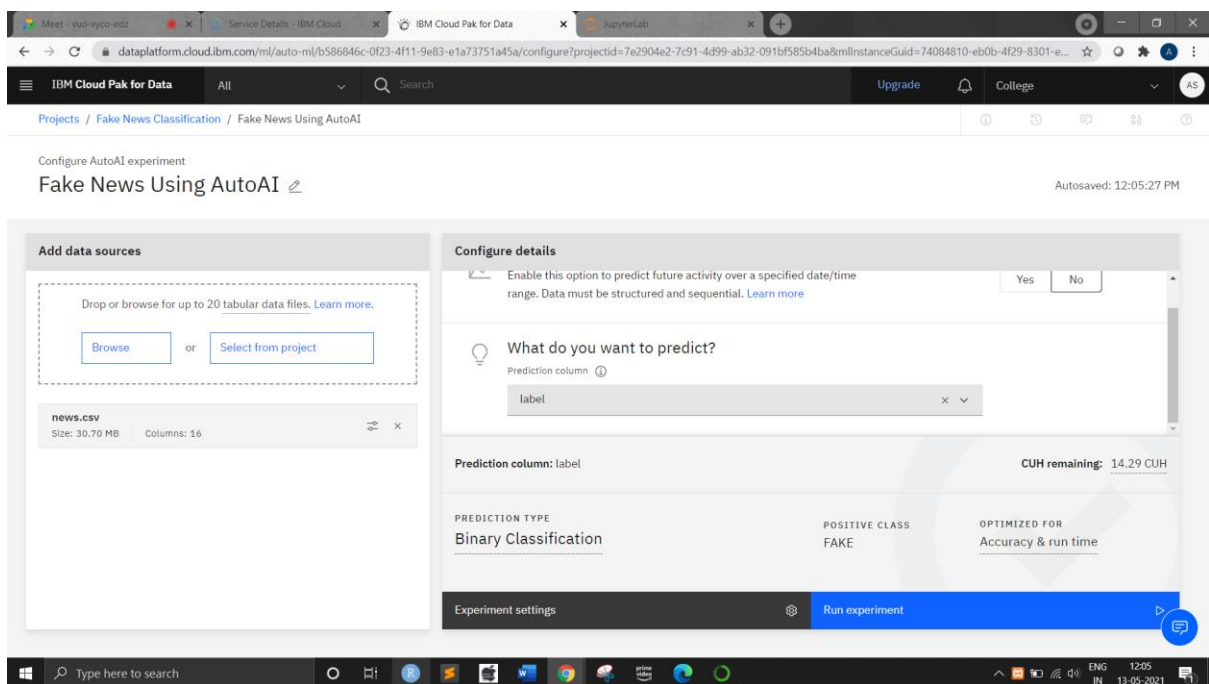 Meet - vuo-vyco-edz
Service Details - IBM Cloud
IBM Cloud Pak for Data
JupyterLab
dataplatform.cloud.ibm.com/ml/auto-ml/b586846c-0f23-4f11-9e83-e1a73751a45a/configure?projectid=7e2904e2-7c91-4d99-ab32-091bf585b4ba&mlInstanceGuid=74084810-eb0b-4f29-8301-e...
A
IBM Cloud Pak for Data
All
Search
Upgrade
College
AS
Projects / Fake News Classification / Fake News Using AutoAI
Configure AutoAI experiment
Fake News Using AutoAI
Autosaved: 12:05:27 PM
Add data sources
Drop or browse for up to 20 tabular data files. Learn more.
Browse or Select from project
news.csv
Size: 30.70 MB Columns: 16
Configure details
Enable this option to predict future activity over a specified date/time
range. Data must be structured and sequential. Learn more
Yes No
What do you want to predict?
Prediction column
label
Prediction column: label
CUH remaining: 14.29 CUH
PREDICTION TYPE
Binary Classification
POSITIVE CLASS
FAKE
OPTIMIZED FOR
Accuracy & run time
Experiment settings
Run experiment
Type here to search
R
W
prime video
ENG
IN
12:05
13-05-2021